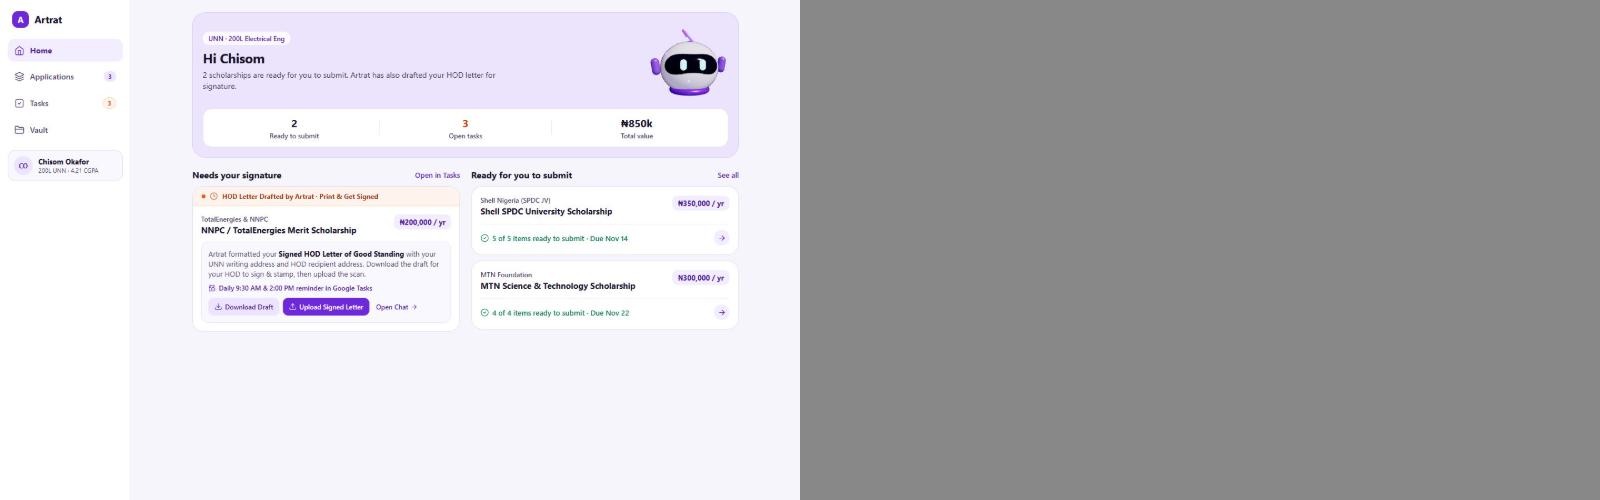 A Artrat
Home
Applications 3
Tasks 3
Vault
CO Chisom Okafor
200L UNN · 4.21 CGPA
UNN · 200L Electrical Eng
Hi Chisom
2 scholarships are ready for you to submit. Artrat has also drafted your HOD letter for
signature.
2
Ready to submit
3
Open tasks
₦850k
Total value
Needs your signature Open in Tasks
HOD Letter Drafted by Artrat · Print & Get Signed
TotalEnergies & NNPC
NNPC / TotalEnergies Merit Scholarship
₦200,000 / yr
Artrat formatted your Signed HOD Letter of Good Standing with your
UNN writing address and HOD recipient address. Download the draft for
your HOD to sign & stamp, then upload the scan.
Daily 9:30 AM & 2:00 PM reminder in Google Tasks
Download Draft Upload Signed Letter Open Chat →
Ready for you to submit See all
Shell Nigeria (SPDC JV)
Shell SPDC University Scholarship
₦350,000 / yr
5 of 5 items ready to submit · Due Nov 14
MTN Foundation
MTN Science & Technology Scholarship
₦300,000 / yr
4 of 4 items ready to submit · Due Nov 22